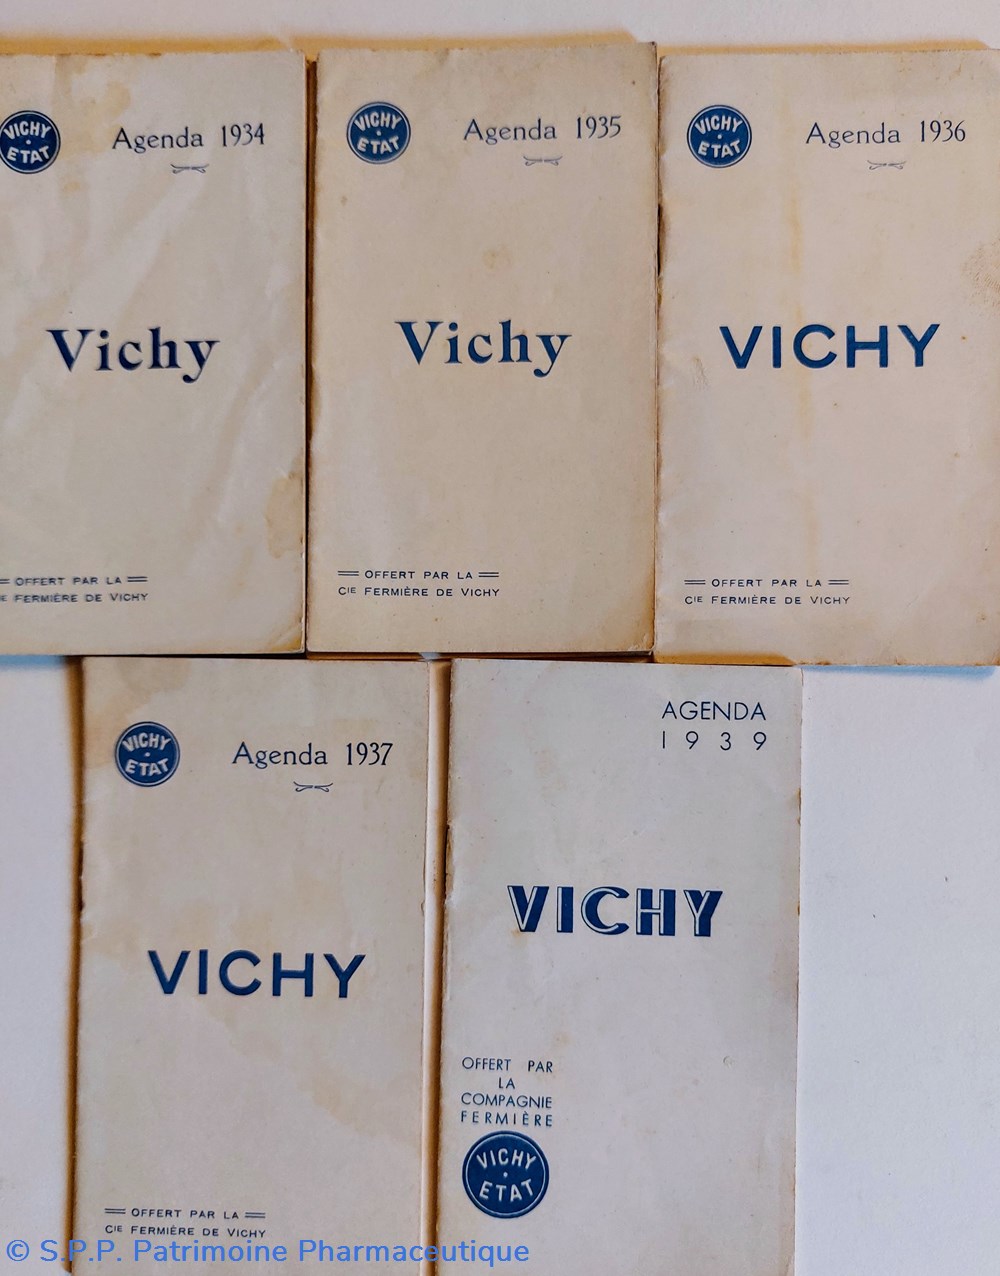 VICHY
ETAT
Agenda 1934
Vichy
OFFERT PAR LA
FERMIÈRE DE VICHY
VICHY
ETAT
Agenda 1935
Vichy
OFFERT PAR LA
CIE FERMIÈRE DE VICHY
VICHY
ETAT
Agenda 1936
VICHY
OFFERT PAR LA
CIE FERMIÈRE DE VICHY
VICHY
ETAT
Agenda 1937
VICHY
OFFERT PAR LA
CIE FERMIÈRE DE VICHY
AGENDA
1939
VICHY
OFFERT PAR
LA
COMPAGNIE
FERMIÈRE
VICHY
ETAT
© S.P.P. Patrimoine Pharmaceutique